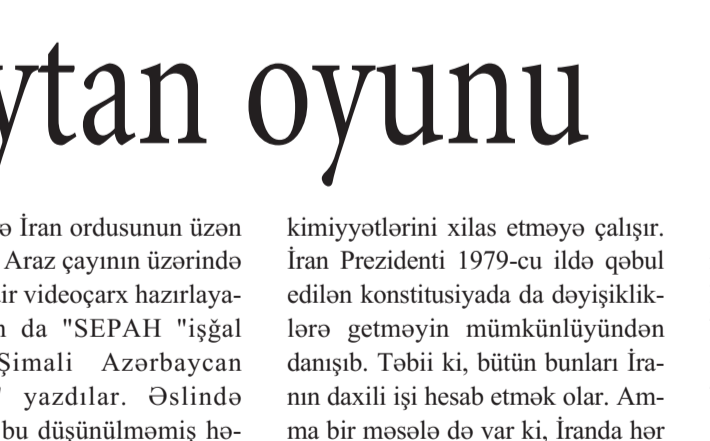 ytan oyunu
ə İran ordusunun üzən
Araz çayının üzərində
ir videoçarx hazırlaya-
da "SEPAH "işğal
Şimali Azərbaycan
yazdılar. Əslində
bu düşünülməmiş hə-
kimiyyətlərini xilas etməyə çalışır.
İran Prezidenti 1979-cu ildə qəbul
edilən konstitusiyada da dəyişiklik-
lərə getməyin mümkünlüyündən
danışıb. Təbii ki, bütün bunları İra-
nın daxili işi hesab etmək olar. Am-
ma bir məsələ də var ki, İranda hər